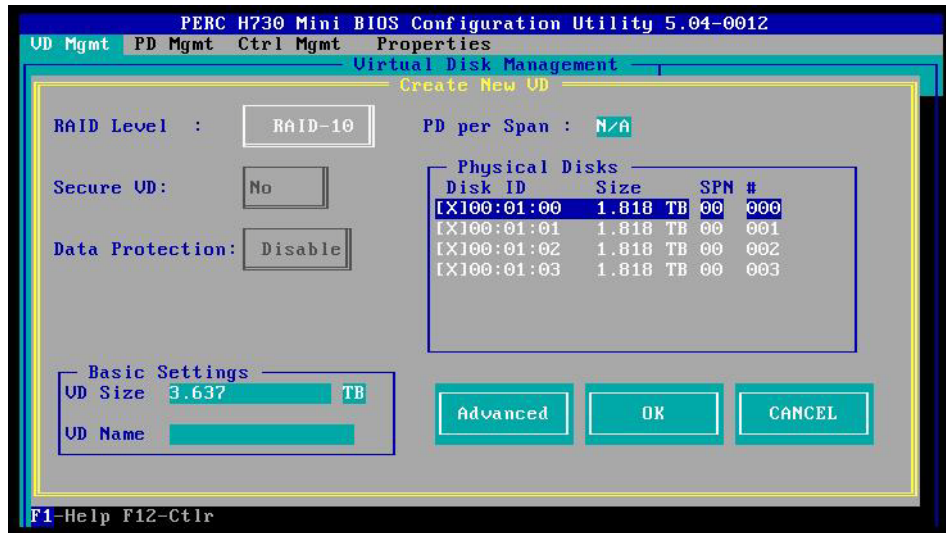 PERC H730 Mini BIOS Configuration Utility 5.04-0012
VD Mgmt PD Mgmt Ctrl Mgmt Properties
Virtual Disk Management
Create New VD
RAID Level : RAID-10 PD per Span : N/A
Physical Disks
Secure VD: No Disk ID Size SPN #
[X]00:01:00 1.818 TB 00 000
[X]00:01:01 1.818 TB 00 001
Data Protection: Disable [X]00:01:02 1.818 TB 00 002
[X]00:01:03 1.818 TB 00 003
Basic Settings
VD Size 3.637 TB
Advanced OK CANCEL
VD Name
F1-Help F12-Ctlr